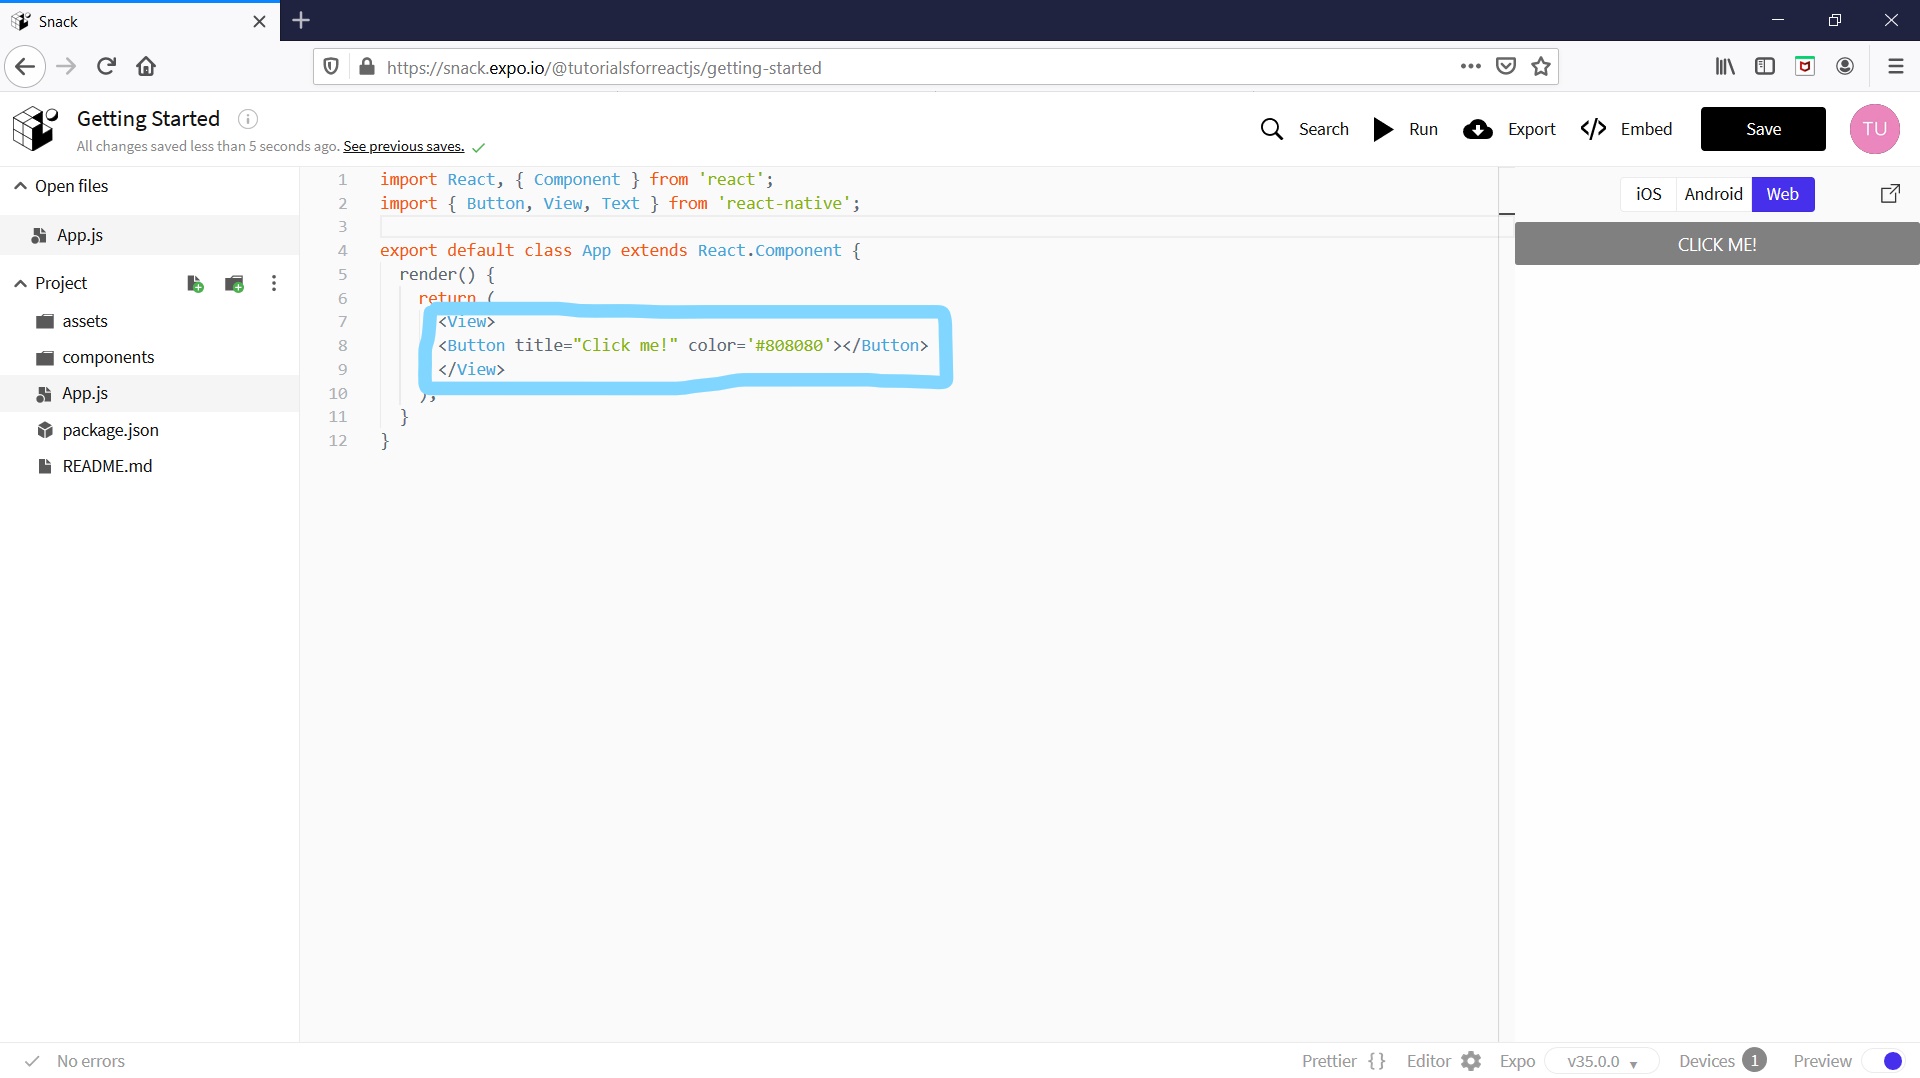 Snack
https://snack.expo.io/@tutorialsforreactjs/getting-started
Getting Started
All changes saved less than 5 seconds ago. See previous saves.
Search Run Export </> Embed Save TU
Open files
App.js
Project
assets
components
App.js
package.json
README.md
1 import React, { Component } from 'react';
2 import { Button, View, Text } from 'react-native';
3
4 export default class App extends React.Component {
5 render() {
6 return (
7 <View>
8 <Button title="Click me!" color='#808080'></Button>
9 </View>
10 );
11 }
12 }
iOS Android Web
CLICK ME!
No errors
Prettier {} Editor Expo v35.0.0 Devices 1 Preview